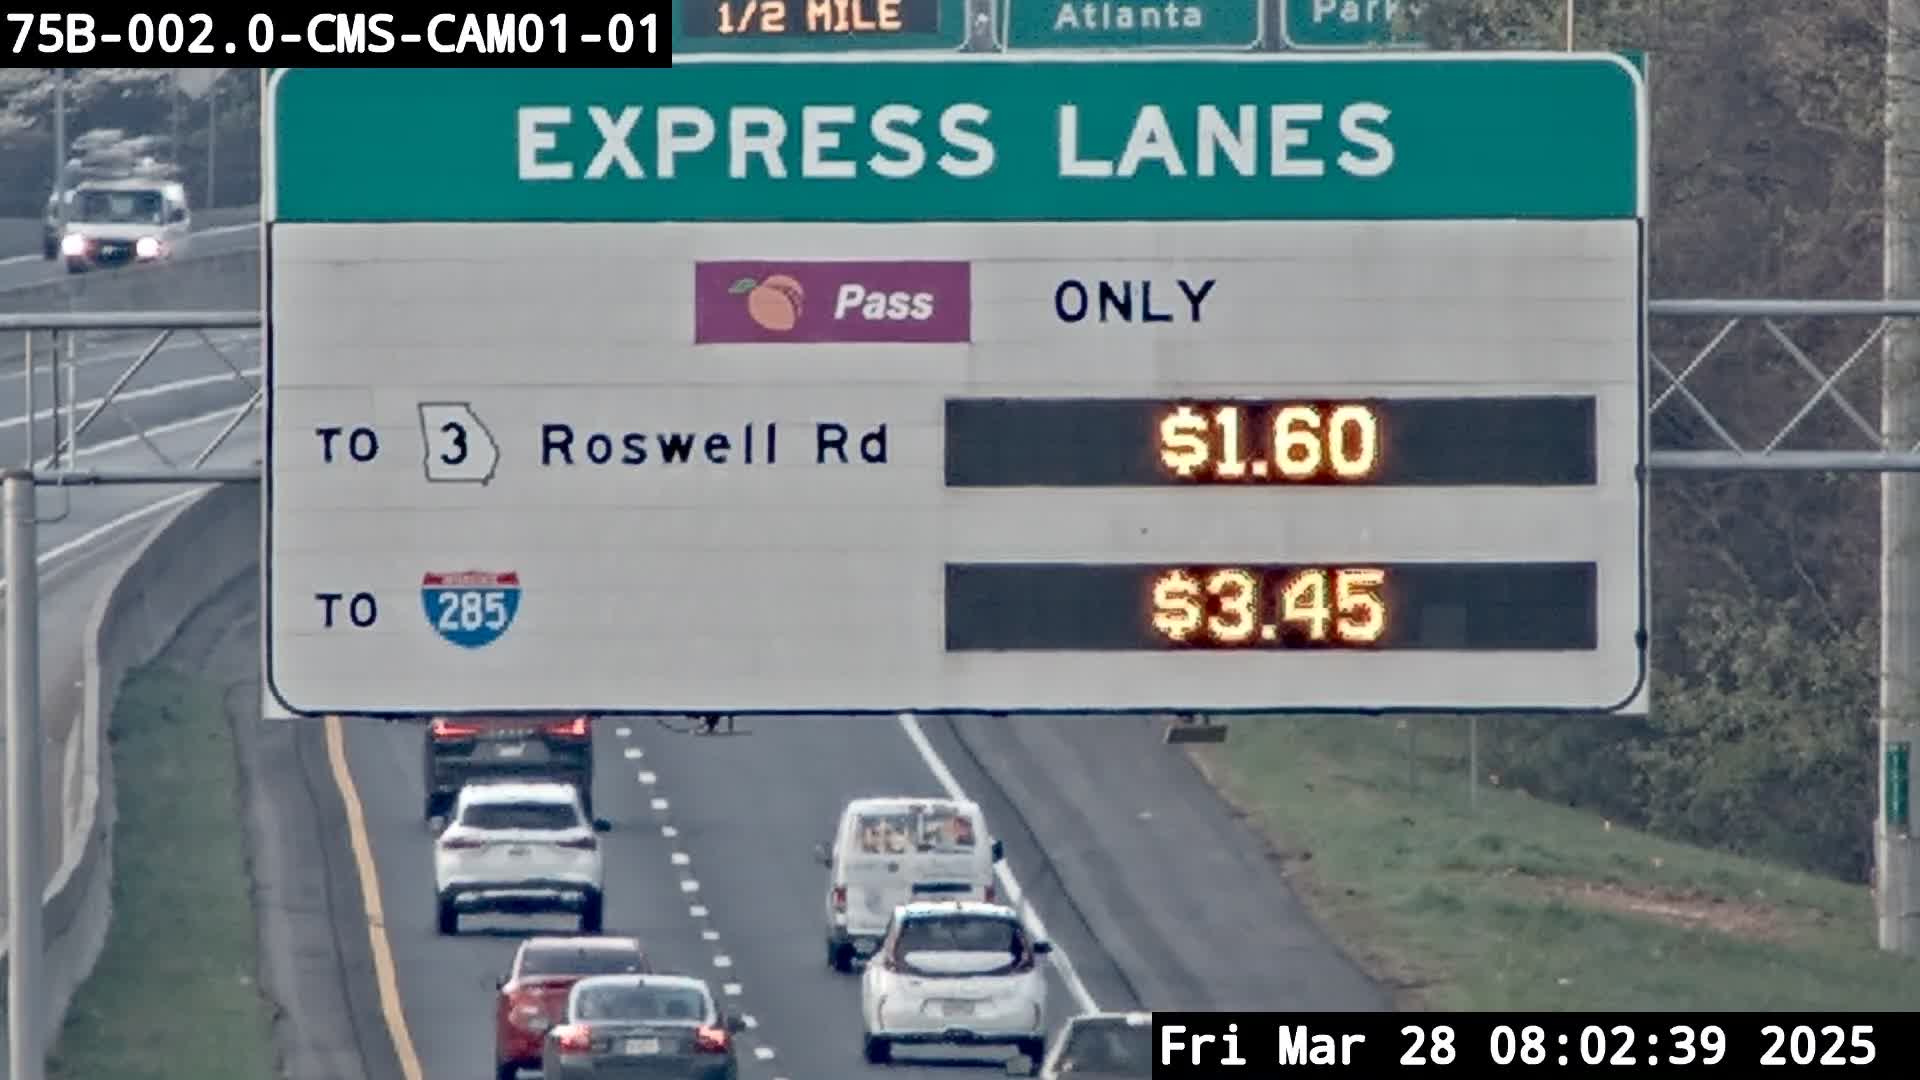 75B-002.0-CMS-CAM01-01
1/2 MILE
Atlanta
EXPRESS LANES
Pass ONLY
TO 3 Roswell Rd $1.60
TO 285 $3.45
Fri Mar 28 08:02:39 2025